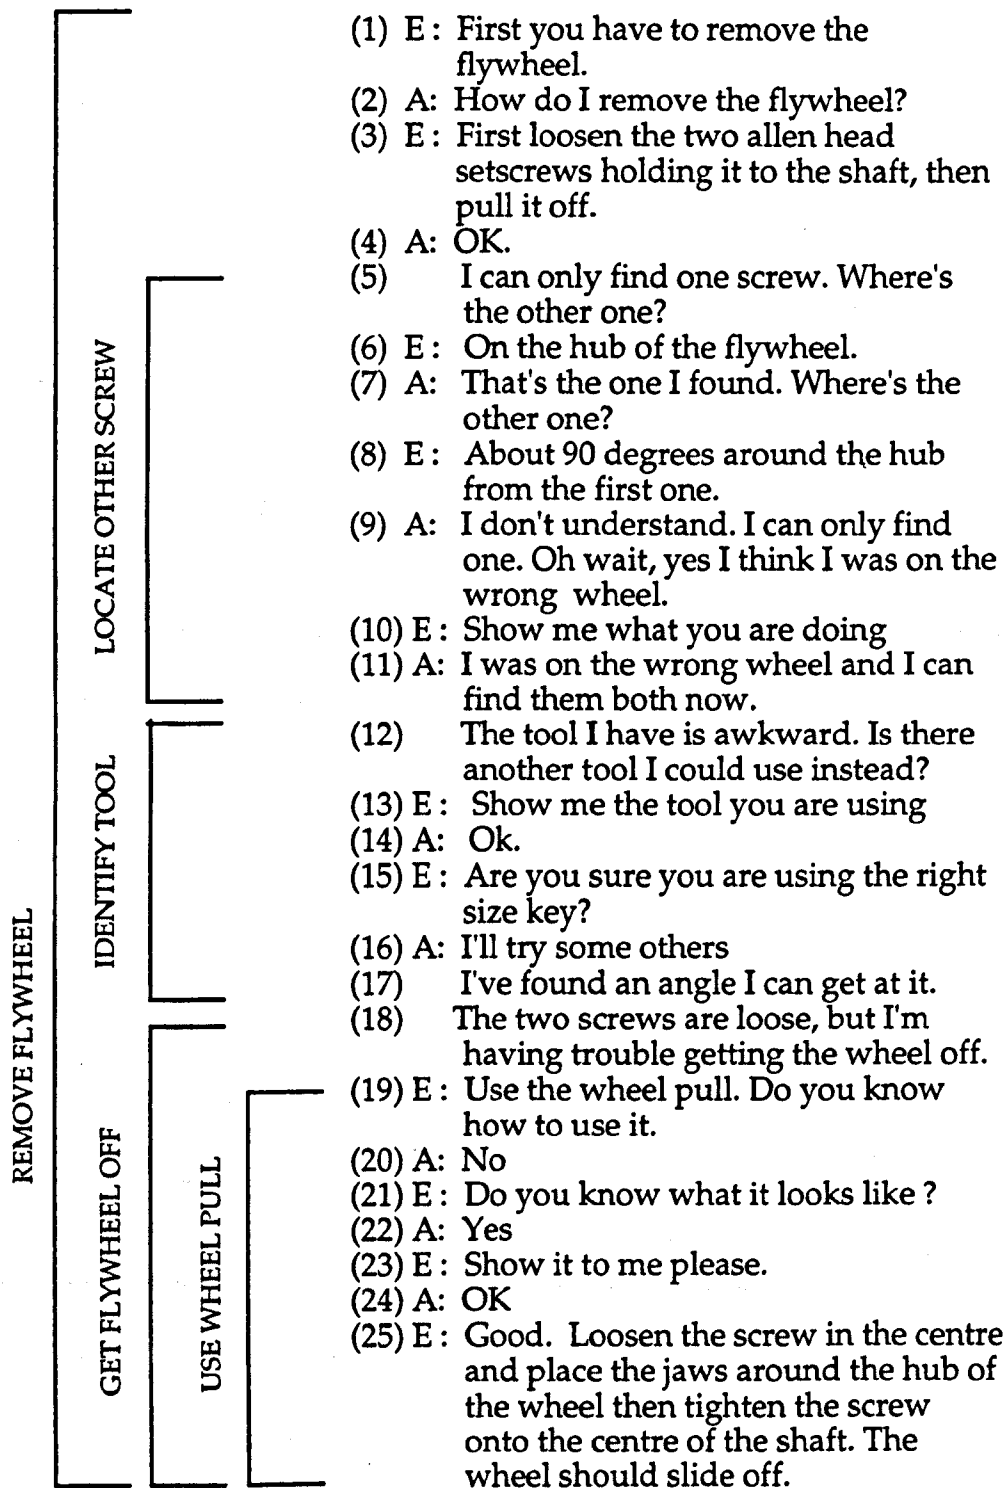 (1) E : First you have to remove the
flywheel.
(2) A: How do I remove the flywheel?
(3) E : First loosen the two allen head
setscrews holding it to the shaft, then
pull it off.
(4) A: OK.
(5) I can only find one screw. Where's
the other one?
(6) E : On the hub of the flywheel.
(7) A: That's the one I found. Where's the
other one?
(8) E : About 90 degrees around the hub
from the first one.
(9) A: I don't understand. I can only find
one. Oh wait, yes I think I was on the
wrong wheel.
(10) E : Show me what you are doing
(11) A: I was on the wrong wheel and I can
find them both now.
(12) The tool I have is awkward. Is there
another tool I could use instead?
(13) E : Show me the tool you are using
(14) A: Ok.
(15) E : Are you sure you are using the right
size key?
(16) A: I'll try some others
(17) I've found an angle I can get at it.
(18) The two screws are loose, but I'm
having trouble getting the wheel off.
(19) E : Use the wheel pull. Do you know
how to use it.
(20) A: No
(21) E : Do you know what it looks like ?
(22) A: Yes
(23) E : Show it to me please.
(24) A: OK
(25) E : Good. Loosen the screw in the centre
and place the jaws around the hub of
the wheel then tighten the screw
onto the centre of the shaft. The
wheel should slide off.
REMOVE FLYWHEEL
LOCATE OTHER SCREW
IDENTIFY TOOL
GET FLYWHEEL OFF
USE WHEEL PULL